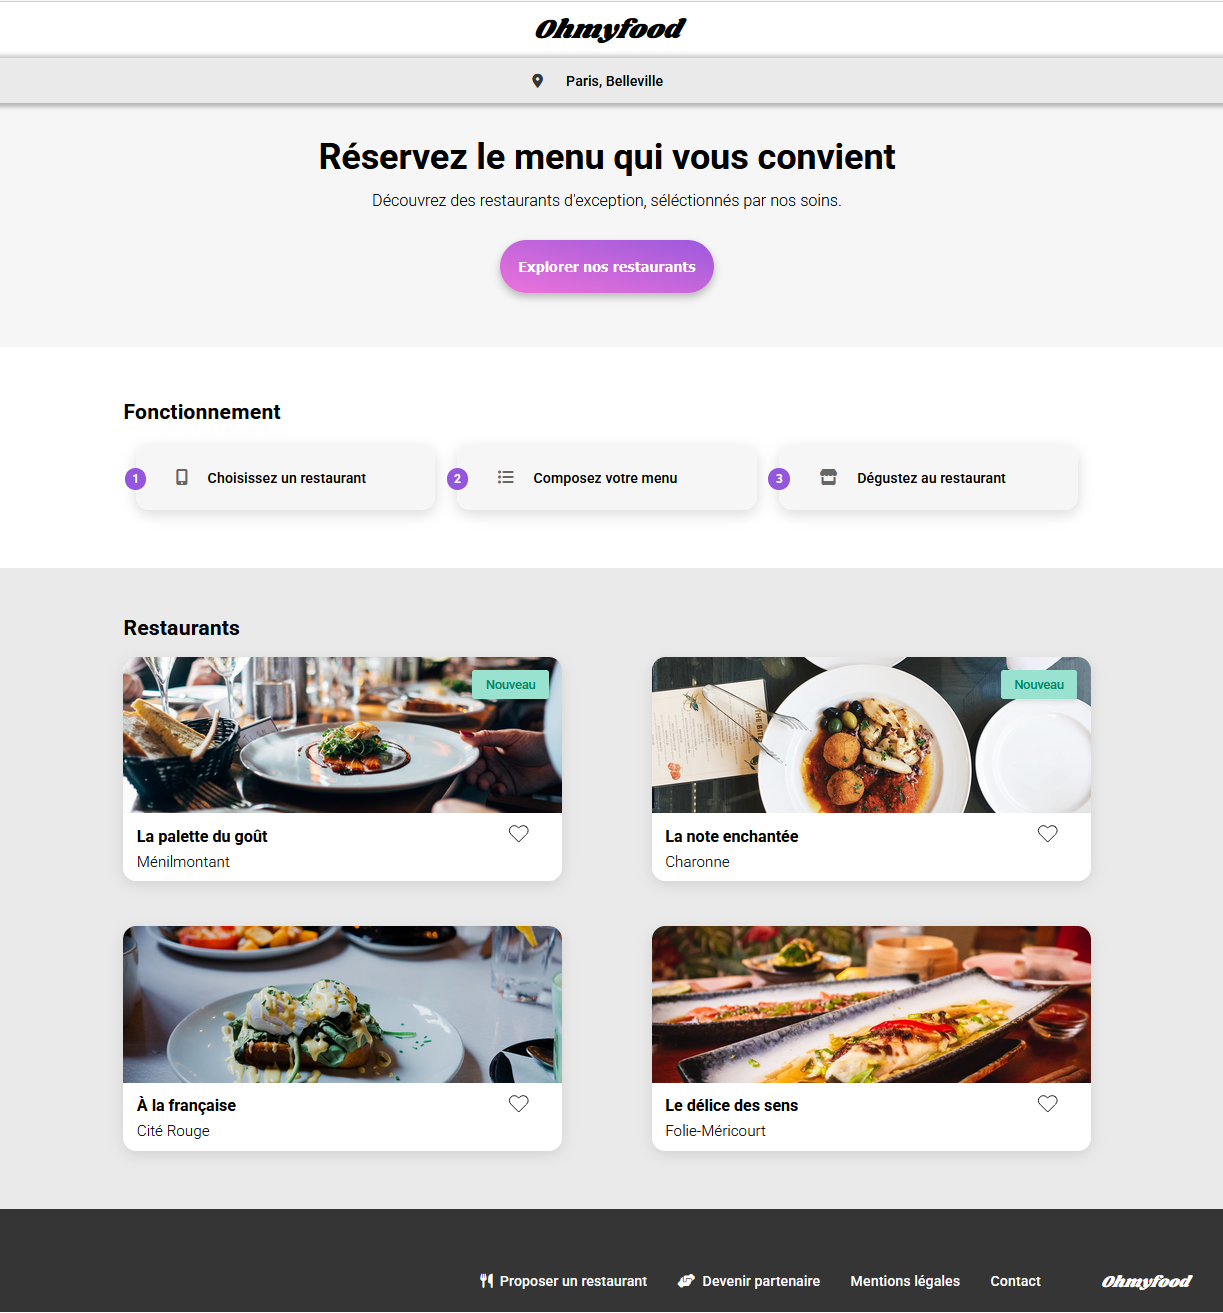 Ohmyfood
Paris, Belleville
Réservez le menu qui vous convient
Découvrez des restaurants d'exception, séléctionnés par nos soins.
Explorer nos restaurants
Fonctionnement
1 Choisissez un restaurant
2 Composez votre menu
3 Dégustez au restaurant
Restaurants
Nouveau
La palette du goût
Ménilmontant
Nouveau
La note enchantée
Charonne
À la française
Cité Rouge
Le délice des sens
Folie-Méricourt
Proposer un restaurant Devenir partenaire Mentions légales Contact Ohmyfood